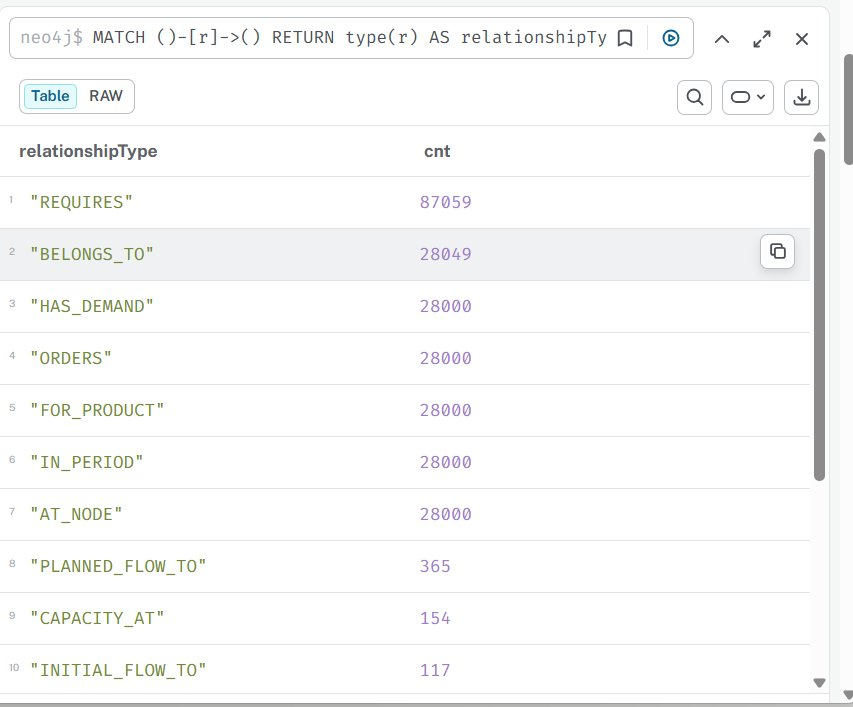 neo4j$ MATCH ()-[r]->() RETURN type(r) AS relationshipTy
Table RAW
relationshipType cnt
1 "REQUIRES" 87059
2 "BELONGS_TO" 28049
3 "HAS_DEMAND" 28000
4 "ORDERS" 28000
5 "FOR_PRODUCT" 28000
6 "IN_PERIOD" 28000
7 "AT_NODE" 28000
8 "PLANNED_FLOW_TO" 365
9 "CAPACITY_AT" 154
10 "INITIAL_FLOW_TO" 117